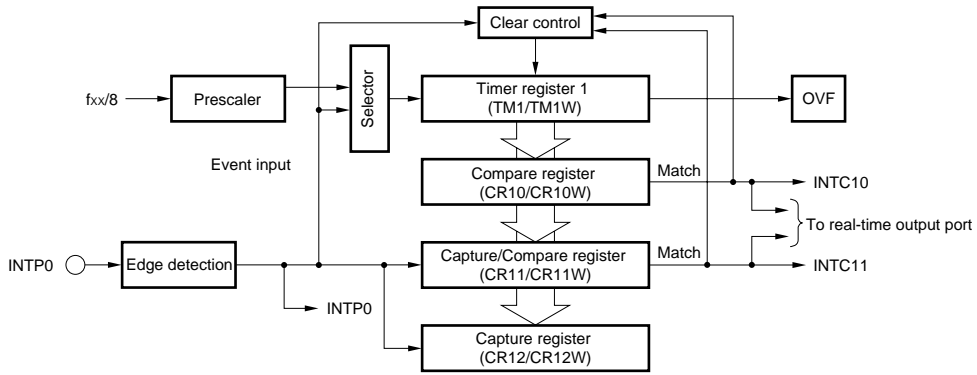 Clear control
fxx/8
Prescaler
Selector
Timer register 1
(TM1/TM1W)
OVF
Event input
Compare register
(CR10/CR10W)
Match
INTC10
To real-time output port
INTP0
Edge detection
Capture/Compare register
(CR11/CR11W)
Match
INTC11
INTP0
Capture register
(CR12/CR12W)